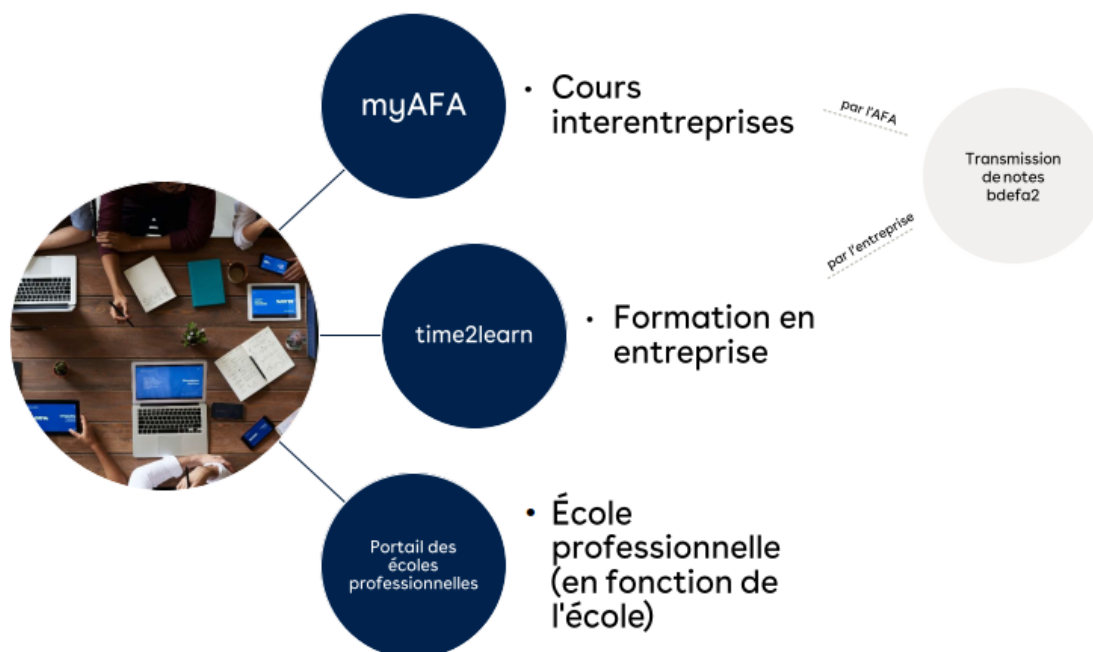 myAFA
• Cours
interentreprises
par l'AFA
Transmission
de notes
bdefa2
par l'entreprise
time2learn
• Formation en
entreprise
Portail des
écoles
professionnelles
• École
professionnelle
(en fonction de
l'école)